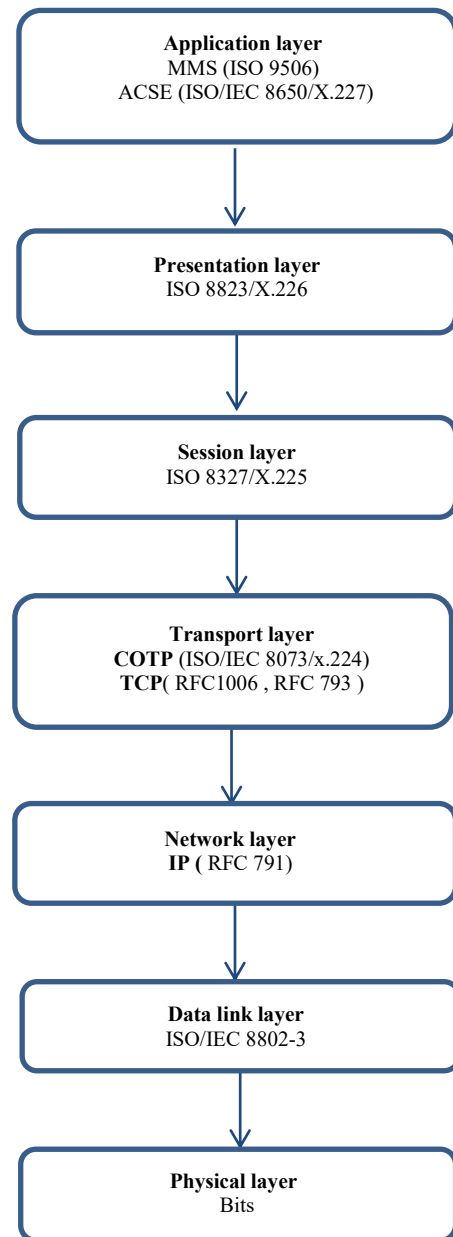 Application layer
MMS (ISO 9506)
ACSE (ISO/IEC 8650/X.227)
Presentation layer
ISO 8823/X.226
Session layer
ISO 8327/X.225
Transport layer
COTP (ISO/IEC 8073/x.224)
TCP( RFC1006 , RFC 793 )
Network layer
IP ( RFC 791)
Data link layer
ISO/IEC 8802-3
Physical layer
Bits